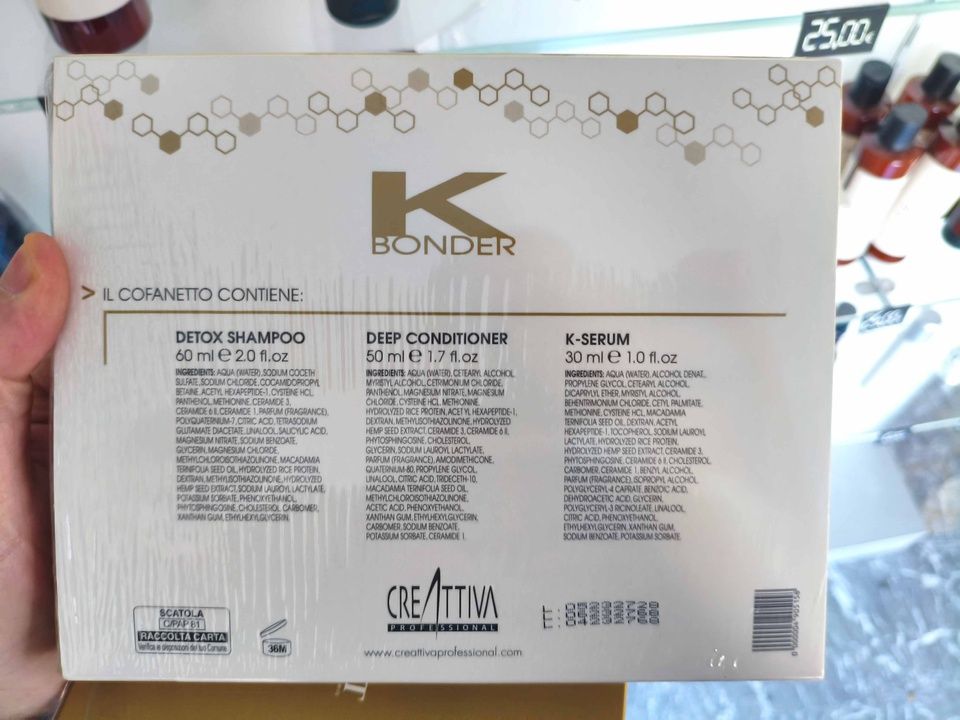 25,00€
K
BONDER
> IL COFANETTO CONTIENE:
DETOX SHAMPOO
60 ml ℮ 2.0 fl.oz
INGREDIENTS: AQUA (WATER), SODIUM COCETH
SULFATE, SODIUM CHLORIDE, COCAMIDOPROPYL
BETAINE, ACETYL HEXAPEPTIDE-1, CYSTEINE HCL,
PANTHENOL, METHIONINE, CERAMIDE 3,
CERAMIDE 6 II, CERAMIDE 1, PARFUM (FRAGRANCE),
POLYQUATERNIUM-7, CITRIC ACID, TETRASODIUM
GLUTAMATE DIACETATE, LINALOOL, SALICYLIC ACID,
MAGNESIUM NITRATE, SODIUM BENZOATE,
GLYCERIN, MAGNESIUM CHLORIDE,
METHYLCHLOROISOTHIAZOLINONE, MACADAMIA
TERNIFOLIA SEED OIL, HYDROLYZED RICE PROTEIN,
DEXTRAN, METHYLISOTHIAZOLINONE, HYDROLYZED
HEMP SEED EXTRACT, SODIUM LAUROYL LACTYLATE,
POTASSIUM SORBATE, PHENOXYETHANOL,
PHYTOSPHINGOSINE, CHOLESTEROL, CARBOMER,
XANTHAN GUM, ETHYLHEXYLGLYCERIN.
DEEP CONDITIONER
50 ml ℮ 1.7 fl.oz
INGREDIENTS: AQUA (WATER), CETEARYL ALCOHOL,
MYRISTYL ALCOHOL, CETRIMONIUM CHLORIDE,
PANTHENOL, MAGNESIUM NITRATE, MAGNESIUM
CHLORIDE, CYSTEINE HCL, METHIONINE,
HYDROLYZED RICE PROTEIN, ACETYL HEXAPEPTIDE-1,
DEXTRAN, METHYLISOTHIAZOLINONE, HYDROLYZED
HEMP SEED EXTRACT, CERAMIDE 3, CERAMIDE 6 II,
PHYTOSPHINGOSINE, CHOLESTEROL,
GLYCERIN, SODIUM LAUROYL LACTYLATE,
PARFUM (FRAGRANCE), AMODIMETHICONE,
QUATERNIUM-80, PROPYLENE GLYCOL,
LINALOOL, CITRIC ACID, TRIDECETH-10,
MACADAMIA TERNIFOLIA SEED OIL,
METHYLCHLOROISOTHIAZOLINONE,
ACETIC ACID, PHENOXYETHANOL,
XANTHAN GUM, ETHYLHEXYLGLYCERIN,
CARBOMER, SODIUM BENZOATE,
POTASSIUM SORBATE, CERAMIDE 1.
K-SERUM
30 ml ℮ 1.0 fl.oz
INGREDIENTS: AQUA (WATER), ALCOHOL DENAT.,
PROPYLENE GLYCOL, CETEARYL ALCOHOL,
DICAPRYLYL ETHER, MYRISTYL ALCOHOL,
BEHENTRIMONIUM CHLORIDE, CETYL PALMITATE,
METHIONINE, CYSTEINE HCL, MACADAMIA
TERNIFOLIA SEED OIL, DEXTRAN, ACETYL
HEXAPEPTIDE-1, TOCOPHEROL, SODIUM LAUROYL
LACTYLATE, HYDROLYZED RICE PROTEIN,
HYDROLYZED HEMP SEED EXTRACT, CERAMIDE 3,
PHYTOSPHINGOSINE, CERAMIDE 6 II, CHOLESTEROL,
CARBOMER, CERAMIDE 1, BENZYL ALCOHOL,
PARFUM (FRAGRANCE), ISOPROPYL ALCOHOL,
POLYGLYCERYL-4 CAPRATE, BENZOIC ACID,
DEHYDROACETIC ACID, GLYCERIN,
POLYGLYCERYL-3 RICINOLEATE, LINALOOL,
CITRIC ACID, PHENOXYETHANOL,
ETHYLHEXYLGLYCERIN, XANTHAN GUM,
SODIUM BENZOATE, POTASSIUM SORBATE.
SCATOLA
C/PAP 81
RACCOLTA CARTA
Verifica le disposizioni del tuo Comune
36M
CREATTIVA
PROFESSIONAL
www.creattivaprofessional.com